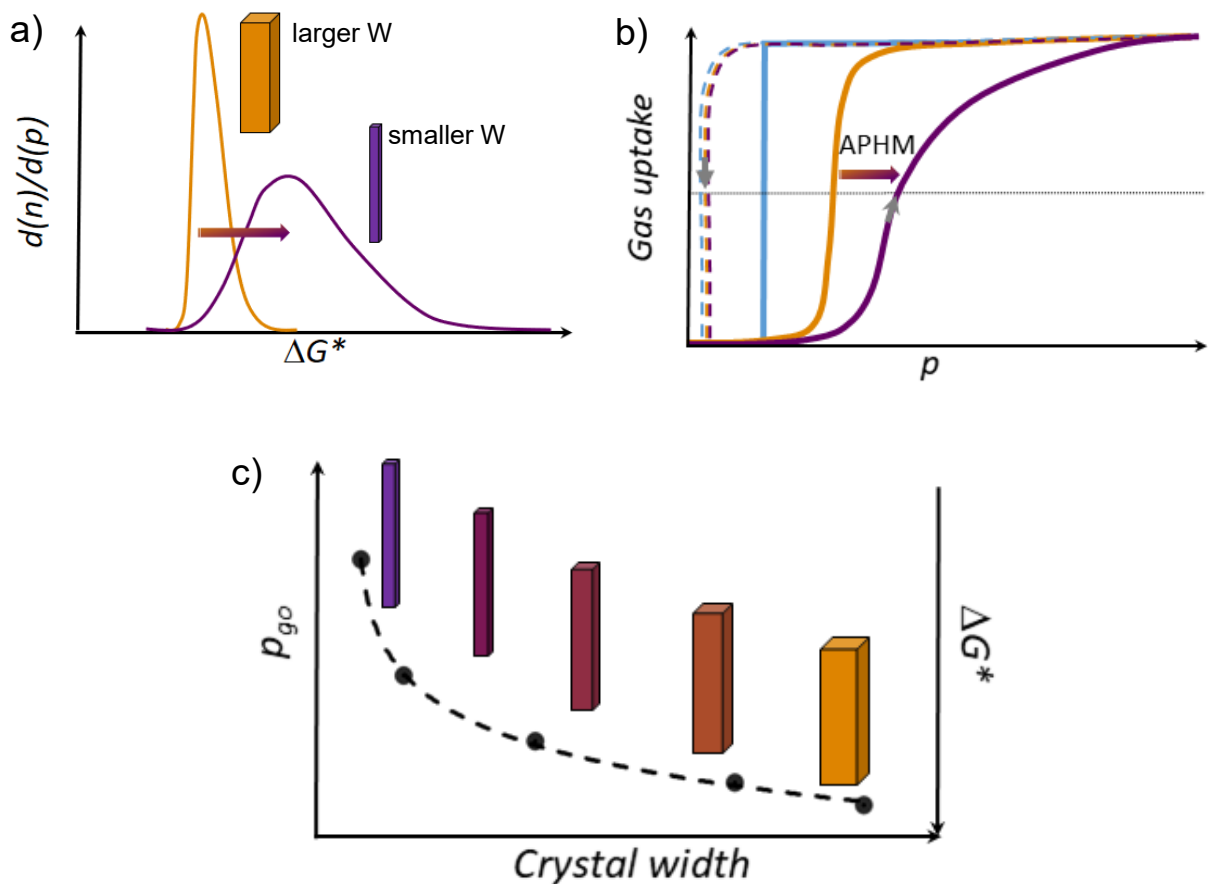 a)
larger W
smaller W
d(n)/d(p)
ΔG*
b)
APHM
Gas uptake
p
c)
p_go
ΔG*
Crystal width